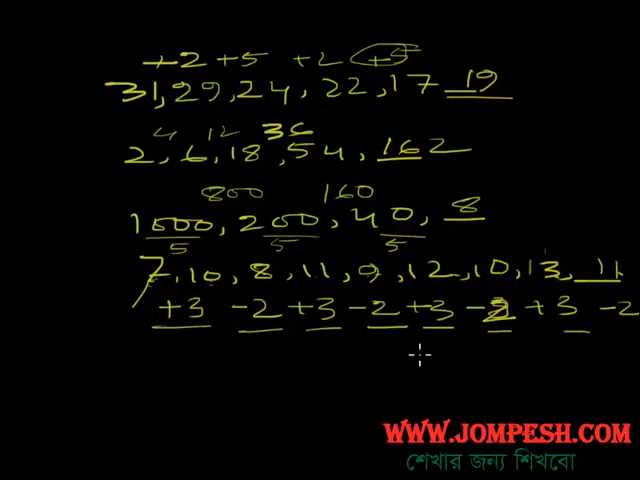 +2 +5 +2 +5
31, 29, 24, 22, 17 19
4 12 36
2, 6, 18, 54, 162
800 160
1000, 200, 40, 8
5 5 5
7, 10, 8, 11, 9, 12, 10, 13, 11
+3 -2 +3 -2 +3 -2 +3 -2
WWW.JOMPESH.COM
শেখার জন্য শিখবো